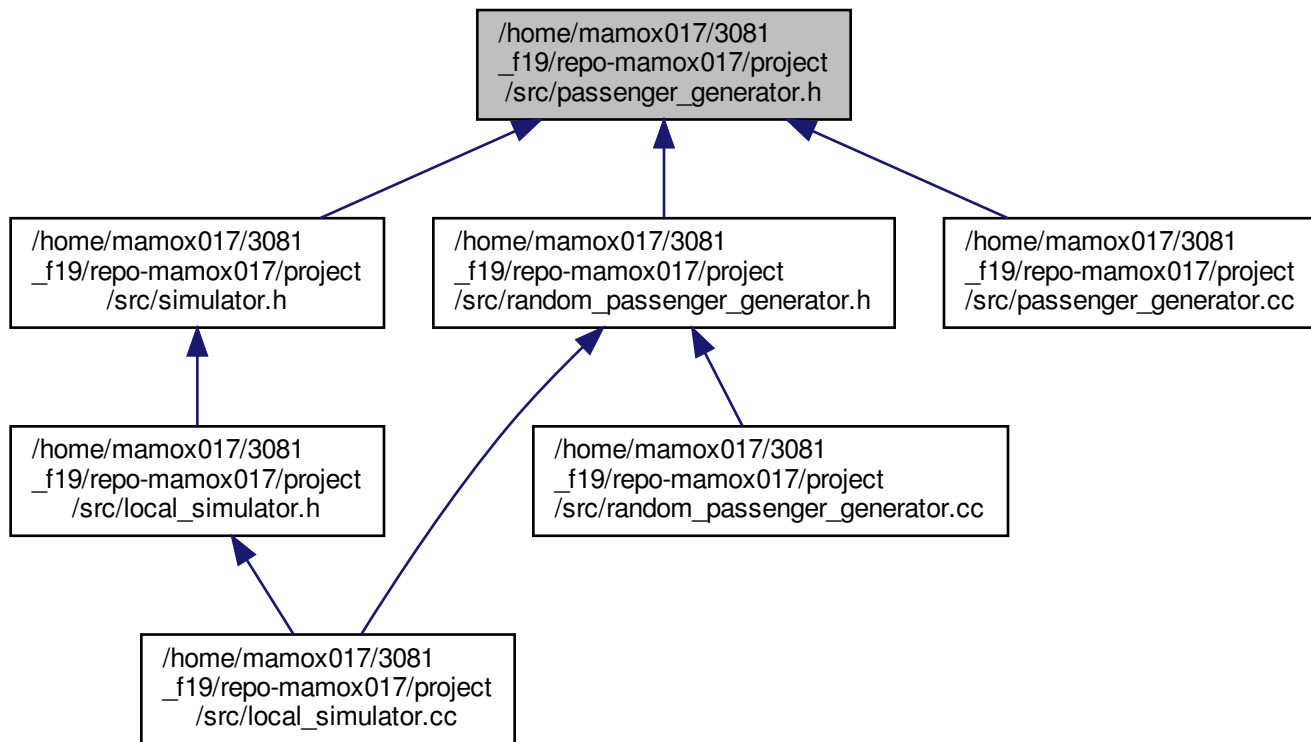 /home/mamox017/3081
_f19/repo-mamox017/project
/src/passenger_generator.h
/home/mamox017/3081
_f19/repo-mamox017/project
/src/simulator.h
/home/mamox017/3081
_f19/repo-mamox017/project
/src/random_passenger_generator.h
/home/mamox017/3081
_f19/repo-mamox017/project
/src/passenger_generator.cc
/home/mamox017/3081
_f19/repo-mamox017/project
/src/local_simulator.h
/home/mamox017/3081
_f19/repo-mamox017/project
/src/random_passenger_generator.cc
/home/mamox017/3081
_f19/repo-mamox017/project
/src/local_simulator.cc